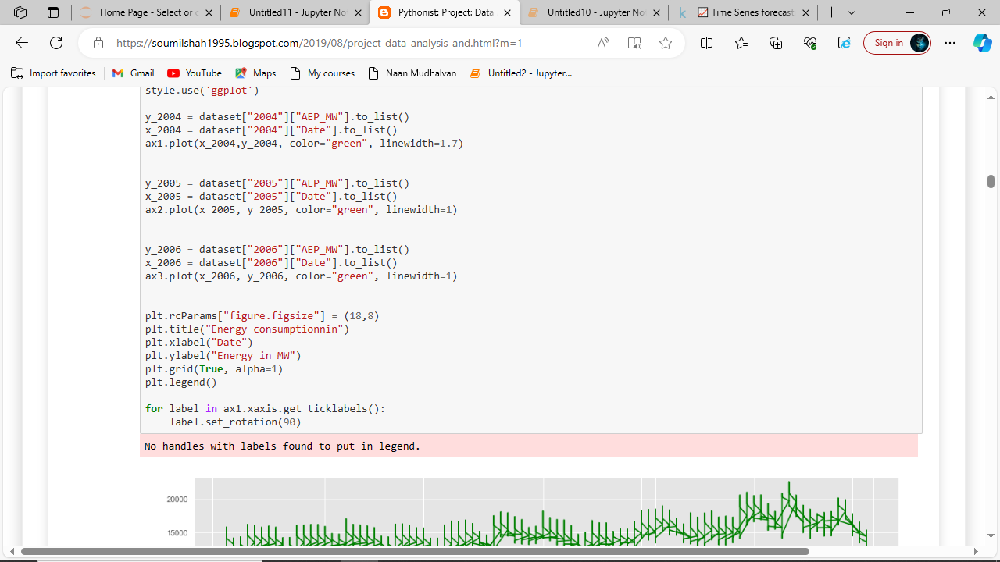 Home Page - Select or c
Untitled11 - Jupyter No
Pythonist: Project: Data
Untitled10 - Jupyter No
Time Series forecast
https://soumilshah1995.blogspot.com/2019/08/project-data-analysis-and.html?m=1
Sign in
Import favorites
Gmail
YouTube
Maps
My courses
Naan Mudhalvan
Untitled2 - Jupyter...
style.use('ggplot')
y_2004 = dataset["2004"]["AEP_MW"].to_list()
x_2004 = dataset["2004"]["Date"].to_list()
ax1.plot(x_2004,y_2004, color="green", linewidth=1.7)
y_2005 = dataset["2005"]["AEP_MW"].to_list()
x_2005 = dataset["2005"]["Date"].to_list()
ax2.plot(x_2005, y_2005, color="green", linewidth=1)
y_2006 = dataset["2006"]["AEP_MW"].to_list()
x_2006 = dataset["2006"]["Date"].to_list()
ax3.plot(x_2006, y_2006, color="green", linewidth=1)
plt.rcParams["figure.figsize"] = (18,8)
plt.title("Energy consumptionnin")
plt.xlabel("Date")
plt.ylabel("Energy in MW")
plt.grid(True, alpha=1)
plt.legend()
for label in ax1.xaxis.get_ticklabels():
    label.set_rotation(90)
No handles with labels found to put in legend.
20000
15000